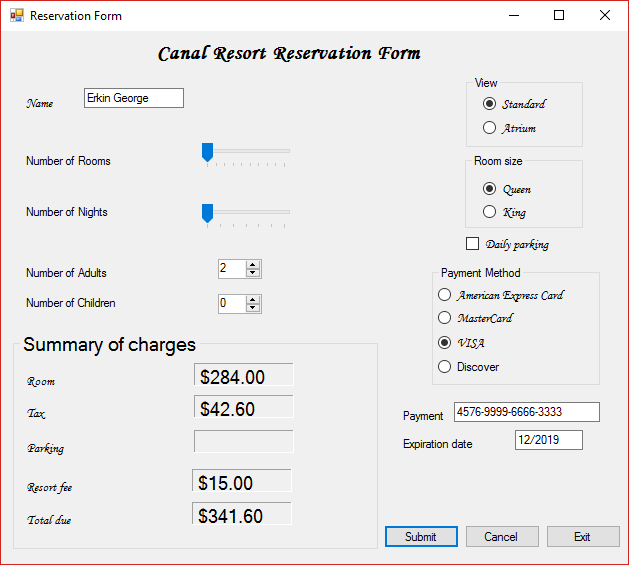 Reservation Form
Canal Resort Reservation Form
Name Erkin George
Number of Rooms
Number of Nights
Number of Adults 2
Number of Children 0
View
Standard
Atrium
Room size
Queen
King
Daily parking
Payment Method
American Express Card
MasterCard
VISA
Discover
Payment 4576-9999-6666-3333
Expiration date 12/2019
Summary of charges
Room $284.00
Tax $42.60
Parking
Resort fee $15.00
Total due $341.60
Submit Cancel Exit